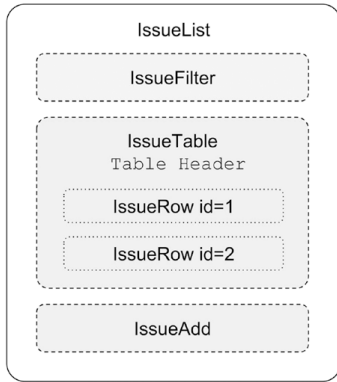 IssueList
IssueFilter
IssueTable
Table Header
IssueRow id=1
IssueRow id=2
IssueAdd